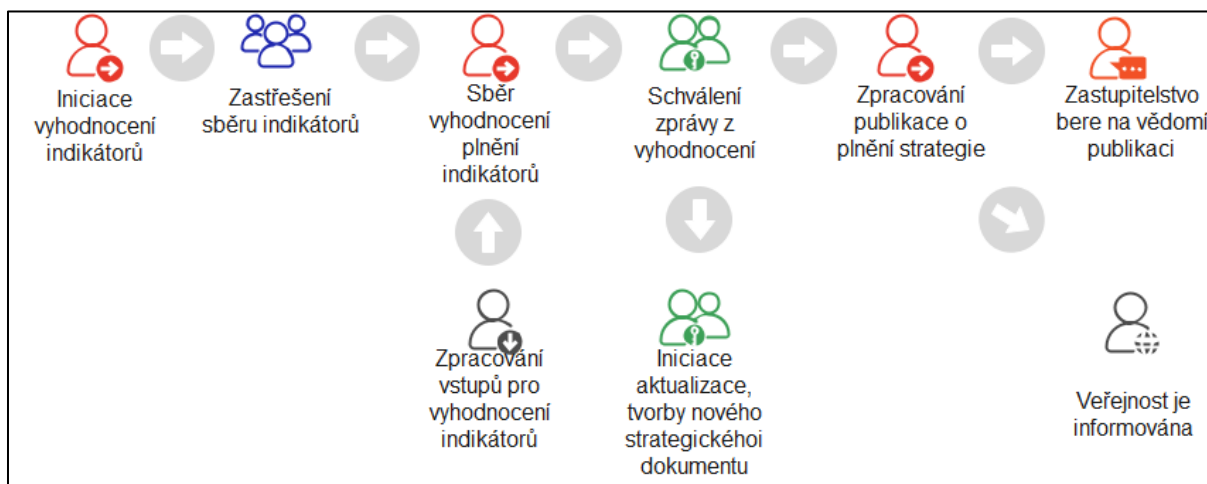 Iniciace
vyhodnocení
indikátorů
Zastřešení
sběru indikátorů
Sběr
vyhodnocení
plnění
indikátorů
Schválení
zprávy z
vyhodnocení
Zpracování
publikace o
plnění strategie
Zastupitelstvo
bere na vědomí
publikaci
Zpracování
vstupů pro
vyhodnocení
indikátorů
Iniciace
aktualizace,
tvorby nového
strategickéhoi
dokumentu
Veřejnost je
informována